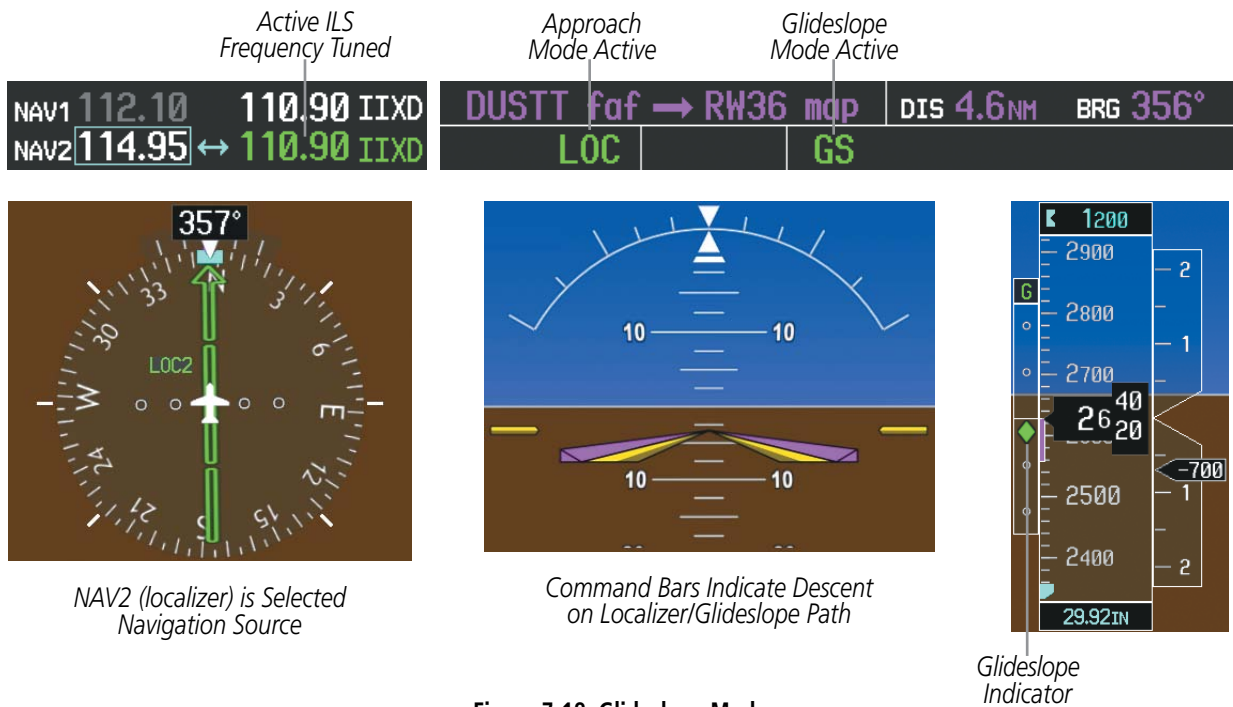 Active ILS
Frequency Tuned
Approach
Mode Active
Glideslope
Mode Active
NAV1 112.10 110.90 IIXD
NAV2 114.95 ↔ 110.90 IIXD
DUSTT faf → RW36 map DIS 4.6NM BRG 356°
LOC GS
357°
N 3 6 E 12 15 S 21 24 W 30 33
LOC2
10 10
10 10
1200
2900
2800
2700
2500
2400
G
26 40
20
2
1
-700
1
2
29.92IN
NAV2 (localizer) is Selected
Navigation Source
Command Bars Indicate Descent
on Localizer/Glideslope Path
Glideslope
Indicator